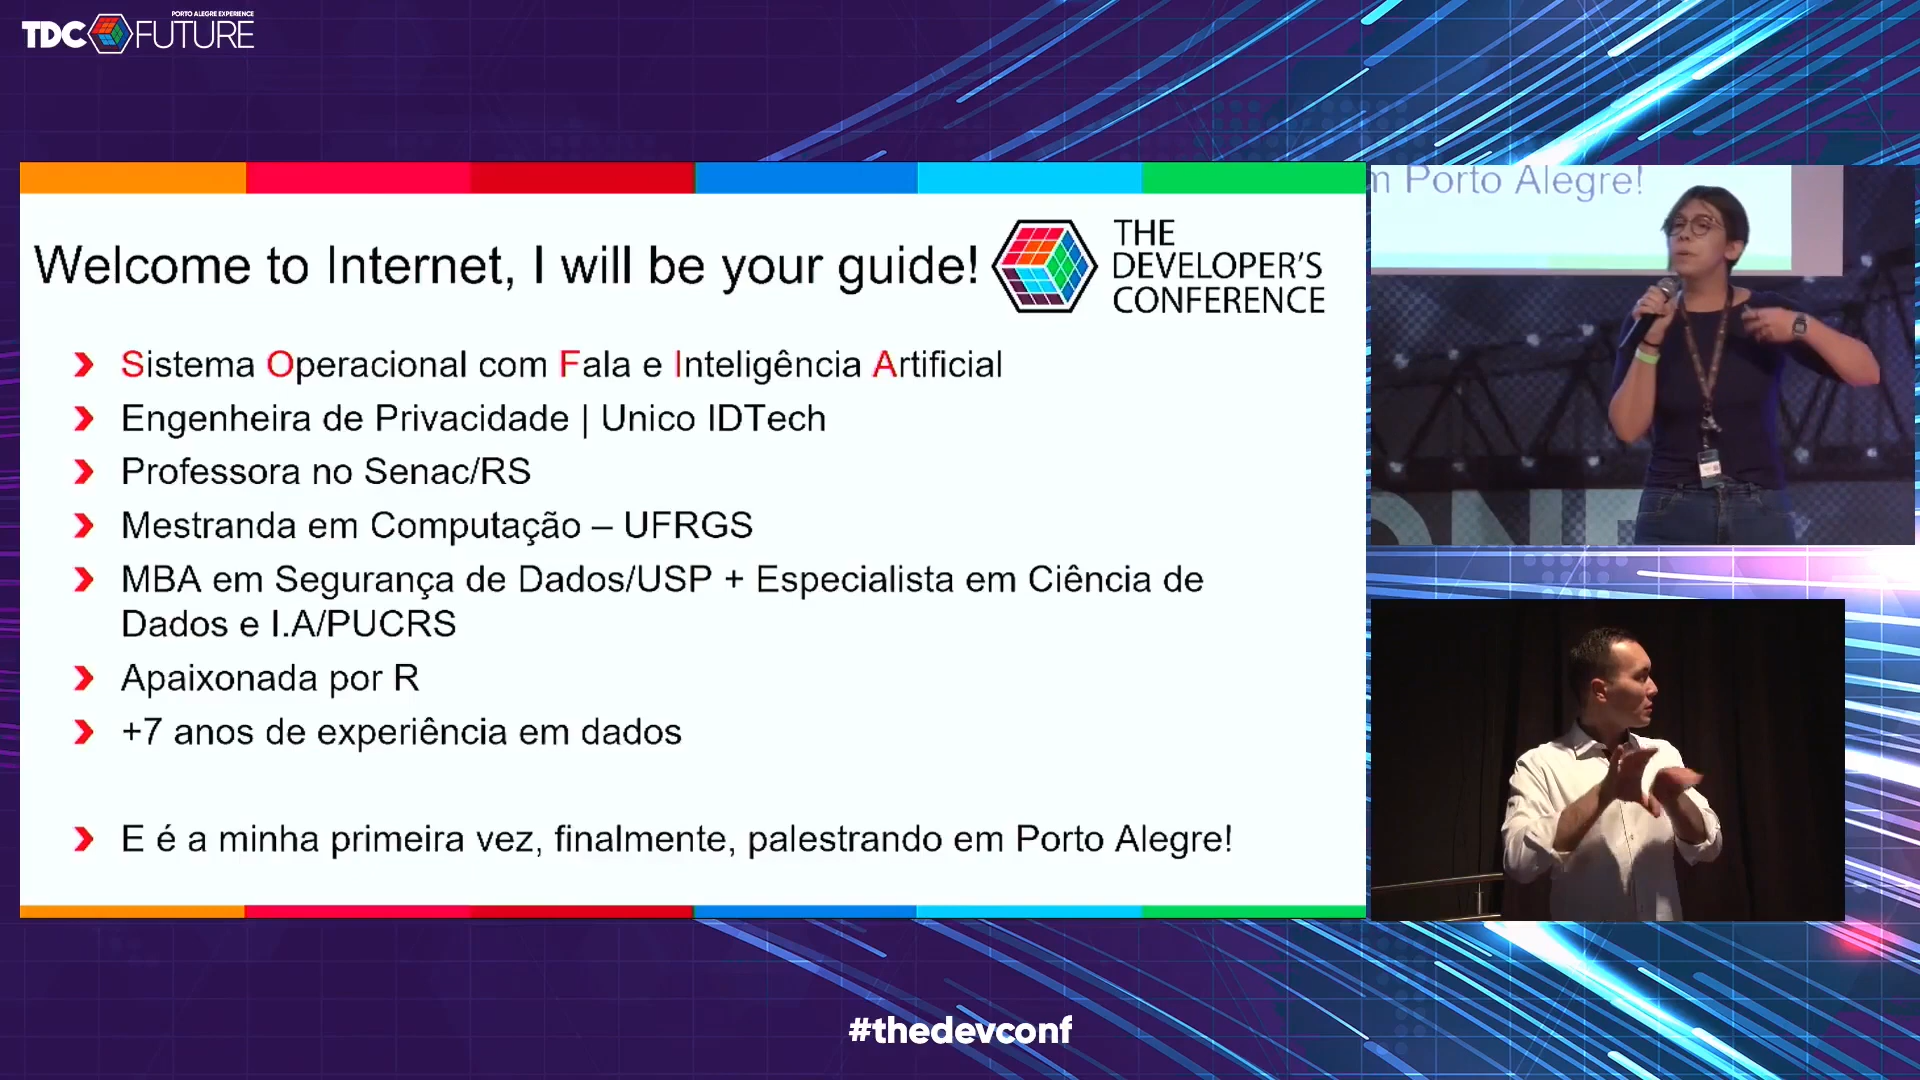 PORTO ALEGRE EXPERIENCE
TDC FUTURE
Welcome to Internet, I will be your guide!
THE
DEVELOPER'S
CONFERENCE
Sistema Operacional com Fala e Inteligência Artificial
Engenheira de Privacidade | Unico IDTech
Professora no Senac/RS
Mestranda em Computação – UFRGS
MBA em Segurança de Dados/USP + Especialista em Ciência de
Dados e I.A/PUCRS
Apaixonada por R
+7 anos de experiência em dados
E é a minha primeira vez, finalmente, palestrando em Porto Alegre!
Porto Alegre!
#thedevconf